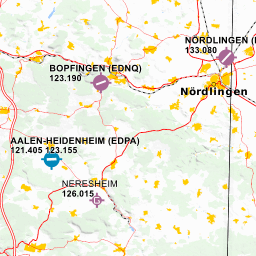 NÖRDLINGEN (
133.080
BOPFINGEN (EDNQ)
123.190
Nördlingen
AALEN-HEIDENHEIM (EDPA)
121.405 123.155
NERESHEIM
126.015
G